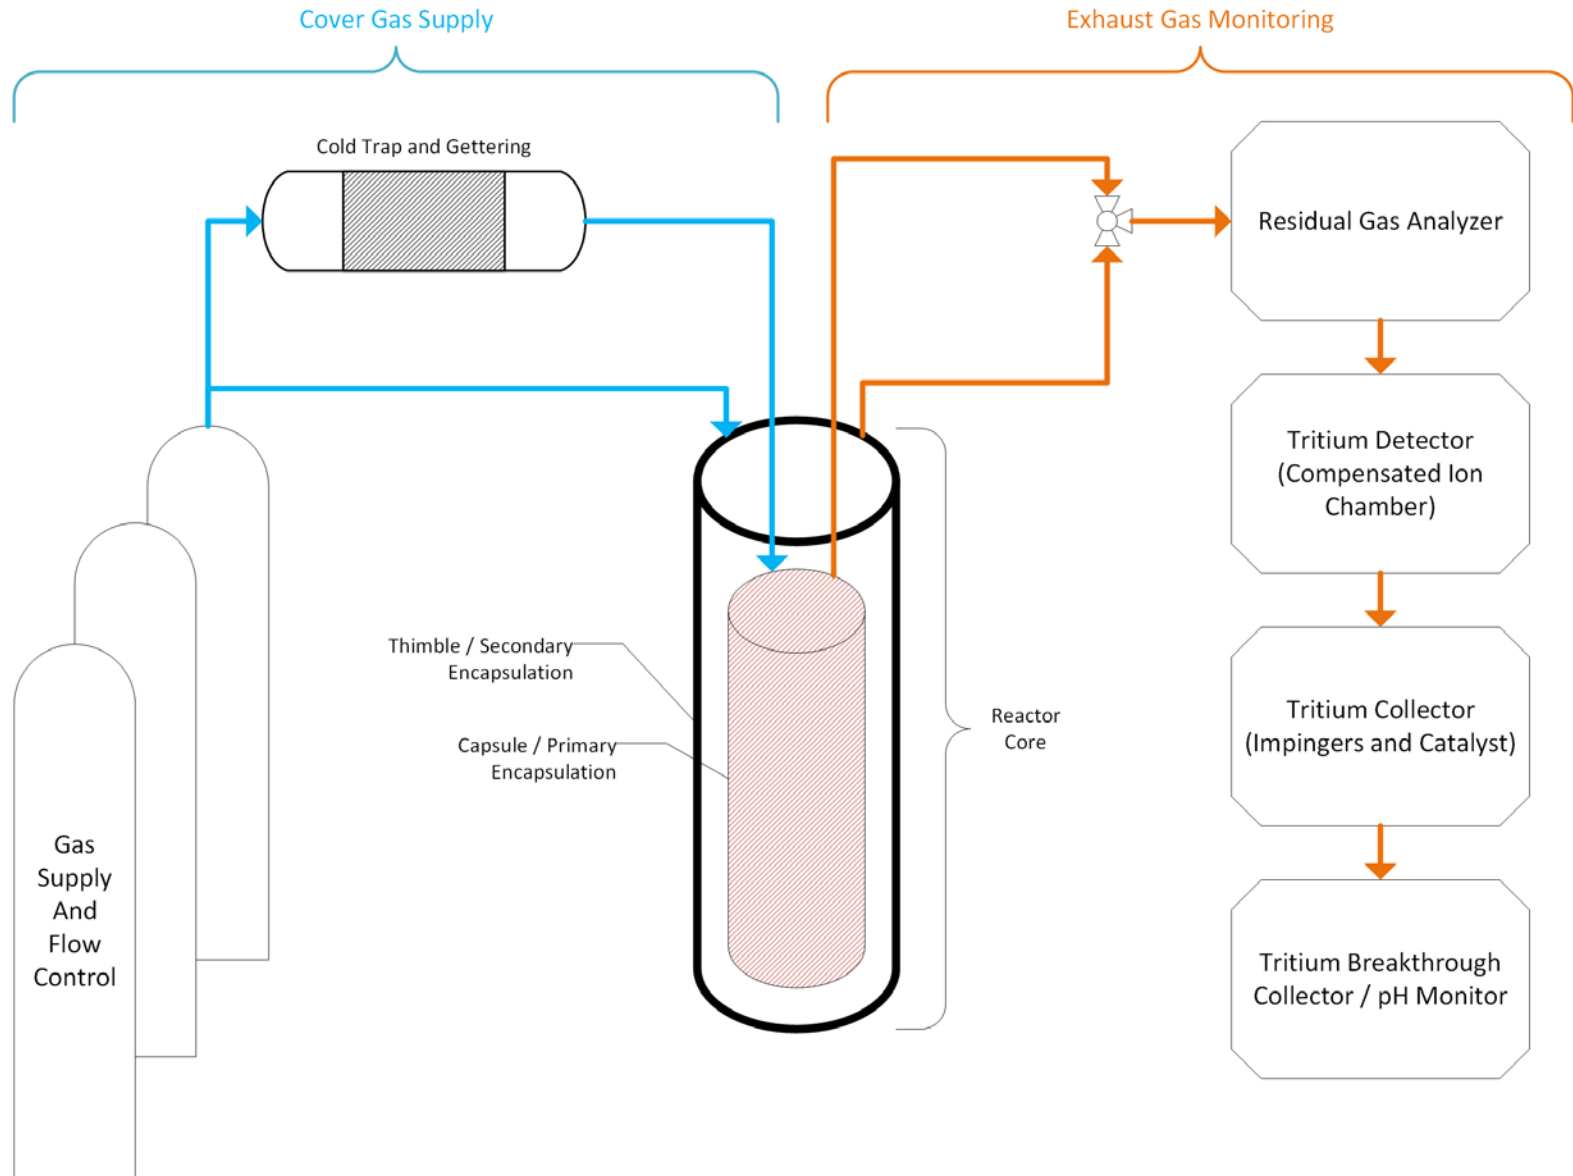 Cover Gas Supply
Exhaust Gas Monitoring
Cold Trap and Gettering
Residual Gas Analyzer
Tritium Detector
(Compensated Ion
Chamber)
Thimble / Secondary
Encapsulation
Capsule / Primary
Encapsulation
Reactor
Core
Tritium Collector
(Impingers and Catalyst)
Gas
Supply
And
Flow
Control
Tritium Breakthrough
Collector / pH Monitor